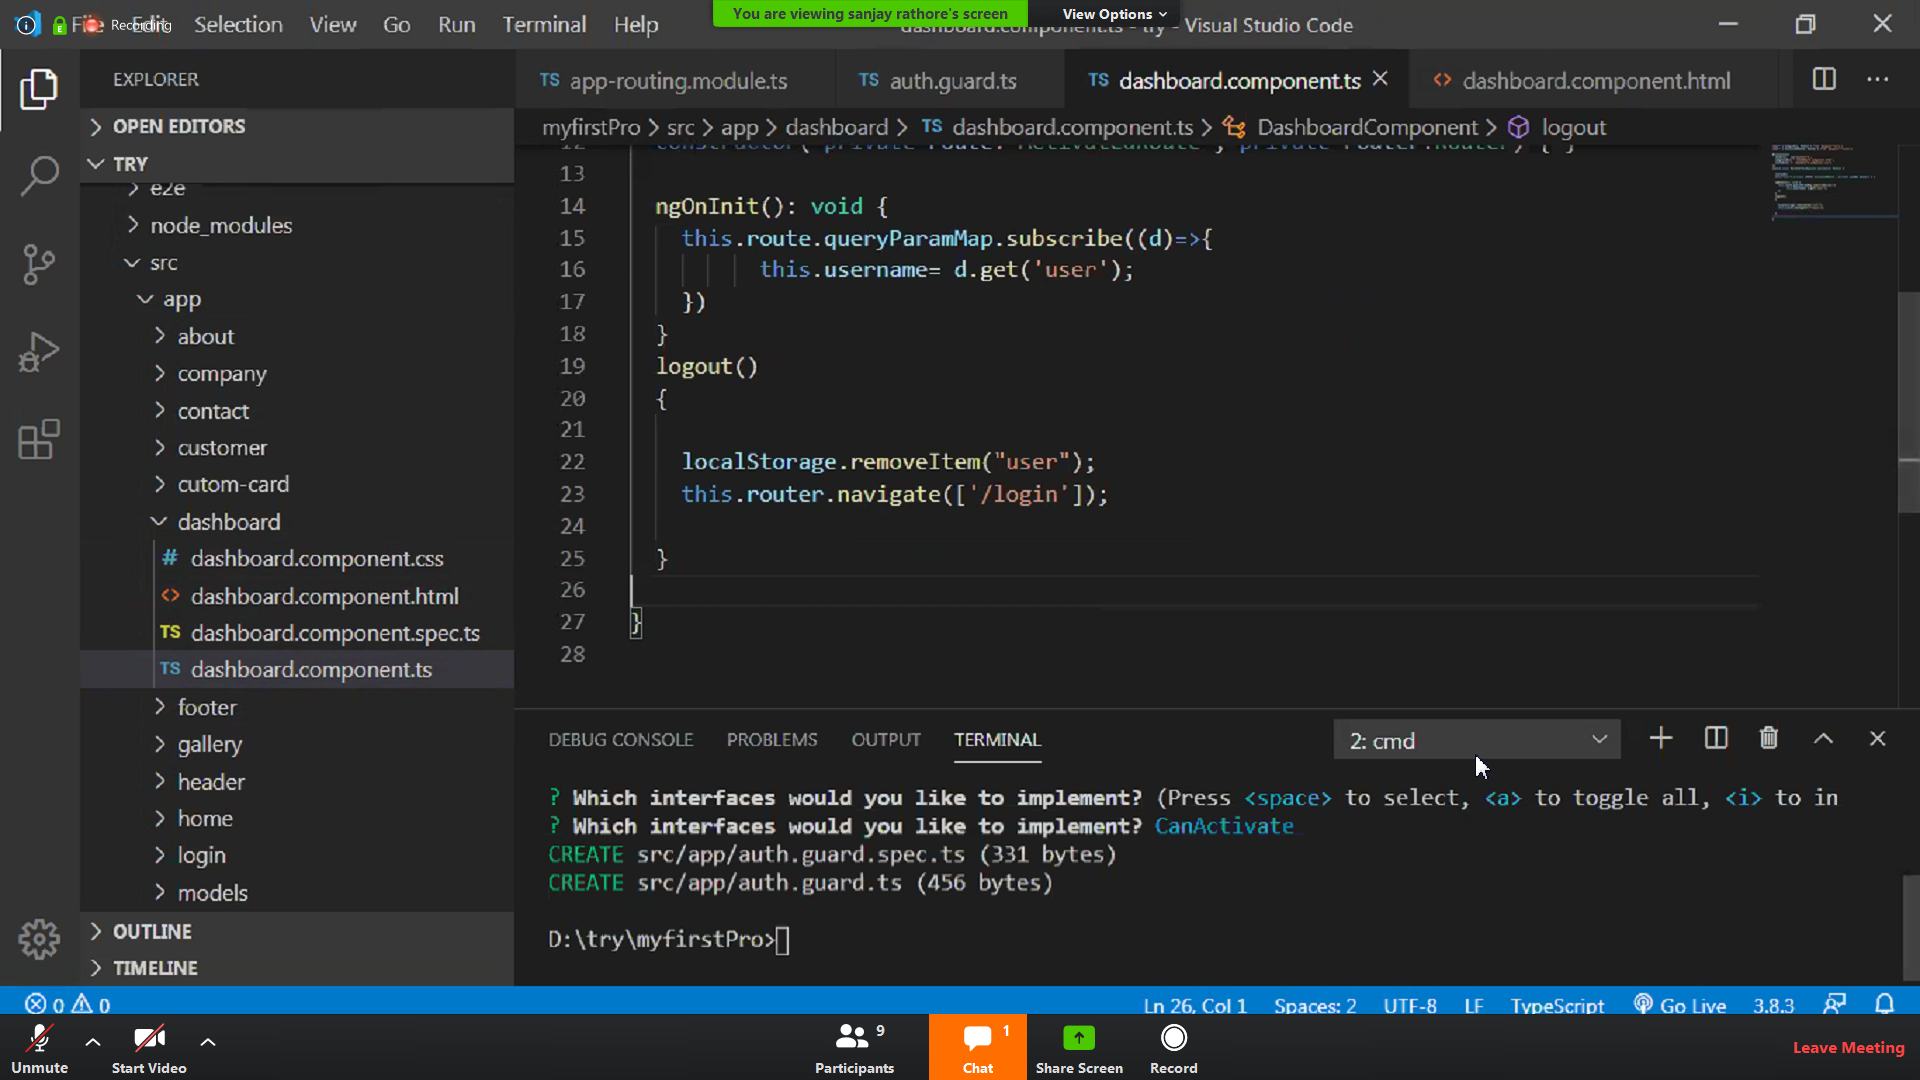 File Edit Selection View Go Run Terminal Help
Recording
You are viewing sanjay rathore's screen View Options
dashboard.component.ts - try - Visual Studio Code
EXPLORER
OPEN EDITORS
TRY
e2e
node_modules
src
app
about
company
contact
customer
cutom-card
dashboard
# dashboard.component.css
<> dashboard.component.html
TS dashboard.component.spec.ts
TS dashboard.component.ts
footer
gallery
header
home
login
models
OUTLINE
TIMELINE
TS app-routing.module.ts TS auth.guard.ts TS dashboard.component.ts <> dashboard.component.html
myfirstPro > src > app > dashboard > TS dashboard.component.ts > DashboardComponent > logout
12 constructor( private route: ActivatedRoute , private router:Router) { }
13
14 ngOnInit(): void {
15 this.route.queryParamMap.subscribe((d)=>{
16 this.username= d.get('user');
17 })
18 }
19 logout()
20 {
21
22 localStorage.removeItem("user");
23 this.router.navigate(['/login']);
24
25 }
26
27 }
28
DEBUG CONSOLE PROBLEMS OUTPUT TERMINAL 2: cmd
? Which interfaces would you like to implement? (Press <space> to select, <a> to toggle all, <i> to in
? Which interfaces would you like to implement? CanActivate
CREATE src/app/auth.guard.spec.ts (331 bytes)
CREATE src/app/auth.guard.ts (456 bytes)
D:\try\myfirstPro>
0 0 Ln 26, Col 1 Spaces: 2 UTF-8 LF TypeScript Go Live 3.8.3
Unmute Start Video Participants 9 Chat 1 Share Screen Record Leave Meeting